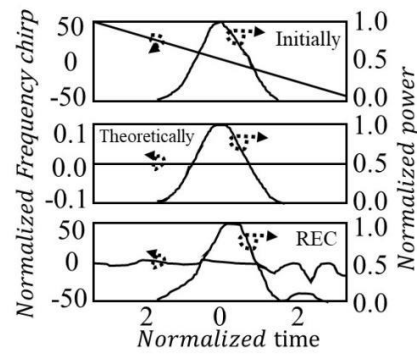 Normalized Frequency chirp
50
0
-50
Initially
1.0
0.5
0.0
0.1
0.0
-0.1
Theoretically
1.0
0.5
0.0
50
0
-50
REC
1.0
0.5
0.0
Normalized power
2 0 2
Normalized time